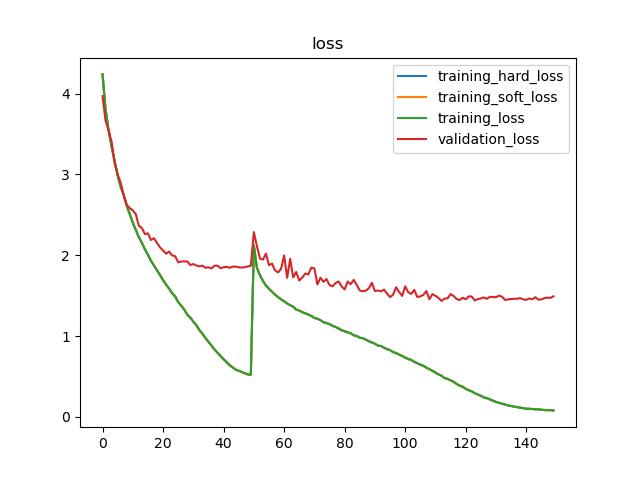 loss
training_hard_loss
training_soft_loss
training_loss
validation_loss
4
3
2
1
0
0 20 40 60 80 100 120 140